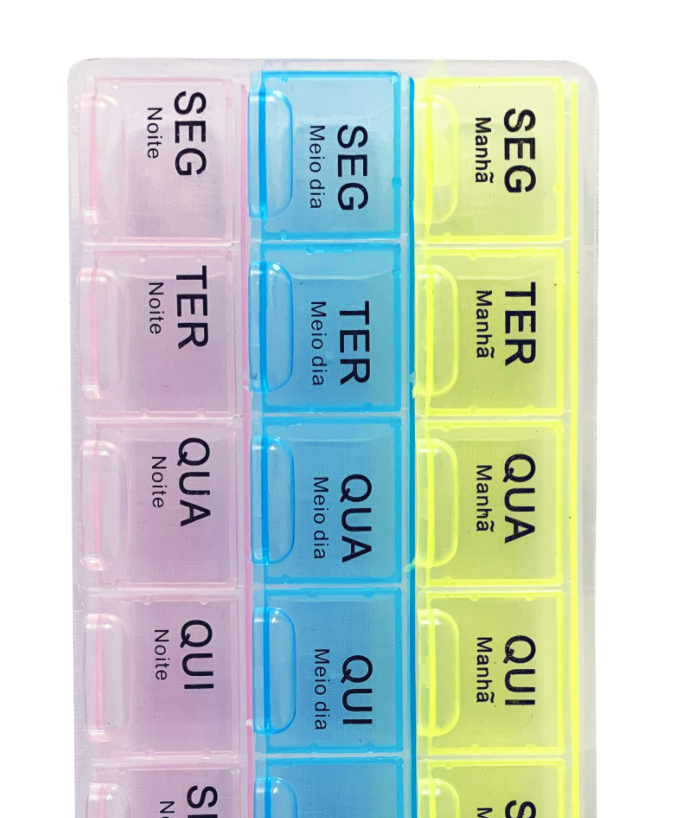 SEG
Manhã
TER
Manhã
QUA
Manhã
QUI
Manhã
SEG
Meio dia
TER
Meio dia
QUA
Meio dia
QUI
Meio dia
SEG
Noite
TER
Noite
QUA
Noite
QUI
Noite